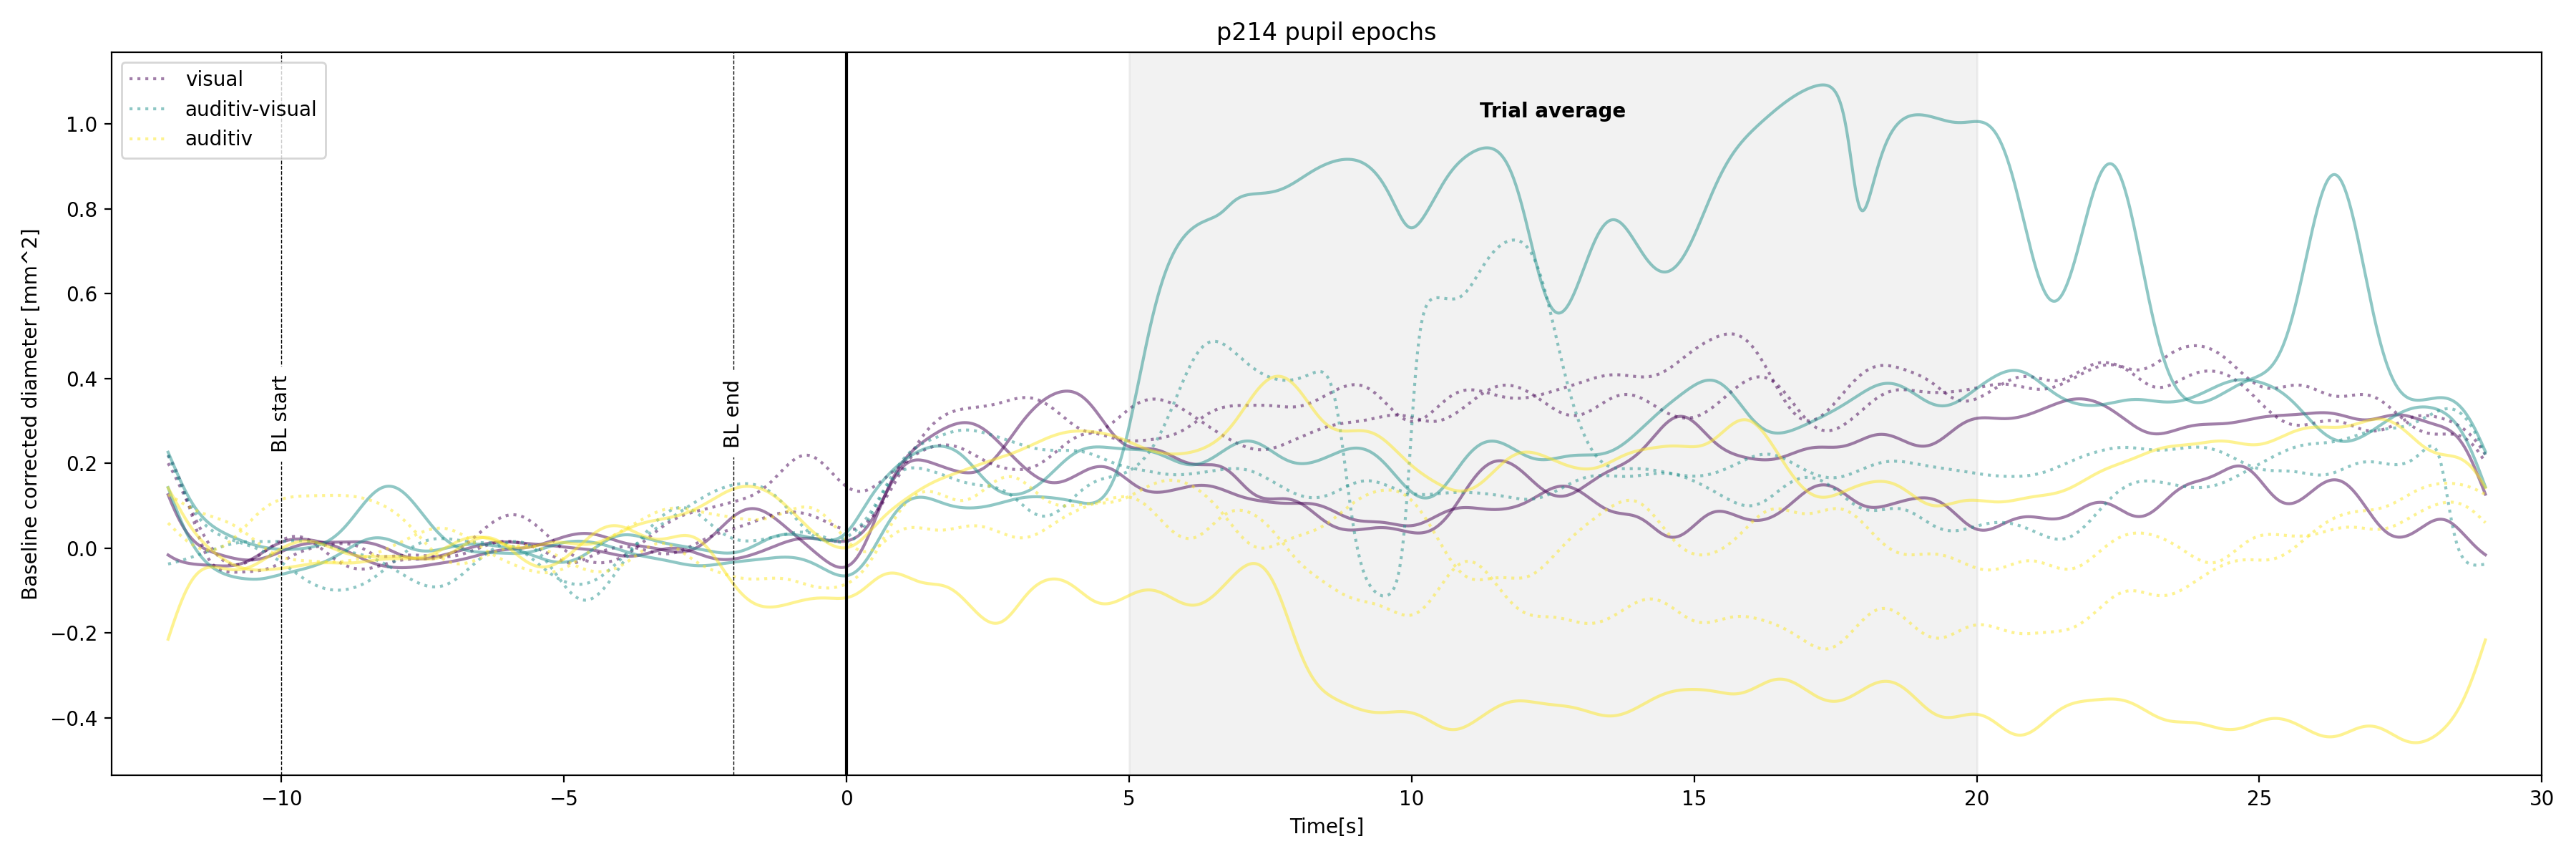 p214 pupil epochs
visual
auditiv-visual
auditiv
Trial average
BL start
BL end
Baseline corrected diameter [mm^2]
1.0
0.8
0.6
0.4
0.2
0.0
−0.2
−0.4
−10
−5
0
5
10
15
20
25
30
Time[s]